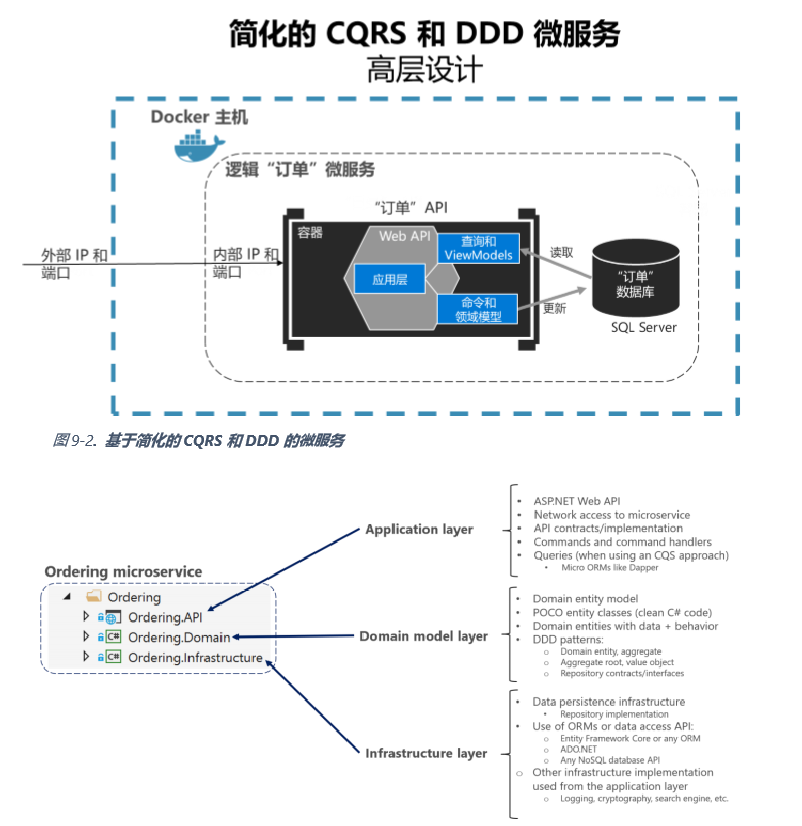 简化的 CQRS 和 DDD 微服务
高层设计
Docker 主机
逻辑“订单”微服务
“订单”API
外部 IP 和
端口
内部 IP 和
端口
容器
Web API
应用层
查询和
ViewModels
命令和
领域模型
读取
更新
“订单”
数据库
SQL Server
图 9-2. 基于简化的 CQRS 和 DDD 的微服务
Ordering microservice
Ordering
Ordering.API
C# Ordering.Domain
C# Ordering.Infrastructure
Application layer
• ASP.NET Web API
• Network access to microservice
• API contracts/implementation
• Commands and command handlers
• Queries (when using an CQS approach)
• Micro ORMs like Dapper
Domain model layer
• Domain entity model
• POCO entity classes (clean C# code)
• Domain entities with data + behavior
• DDD patterns:
o Domain entity, aggregate
o Aggregate root, value object
o Repository contracts/interfaces
Infrastructure layer
• Data persistence infrastructure
• Repository implementation
• Use of ORMs or data access API:
o Entity Framework Core or any ORM
o ADO.NET
o Any NoSQL database API
o Other infrastructure implementation
used from the application layer
o Logging, cryptography, search engine, etc.